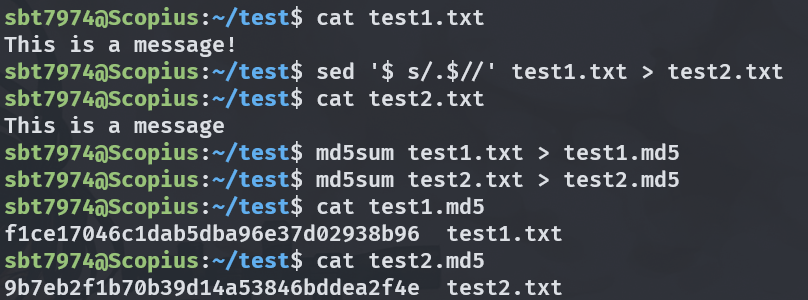 sbt7974@Scopius:~/test$ cat test1.txt
This is a message!
sbt7974@Scopius:~/test$ sed '$ s/.$//' test1.txt > test2.txt
sbt7974@Scopius:~/test$ cat test2.txt
This is a message
sbt7974@Scopius:~/test$ md5sum test1.txt > test1.md5
sbt7974@Scopius:~/test$ md5sum test2.txt > test2.md5
sbt7974@Scopius:~/test$ cat test1.md5
f1ce17046c1dab5dba96e37d02938b96  test1.txt
sbt7974@Scopius:~/test$ cat test2.md5
9b7eb2f1b70b39d14a53846bddea2f4e  test2.txt